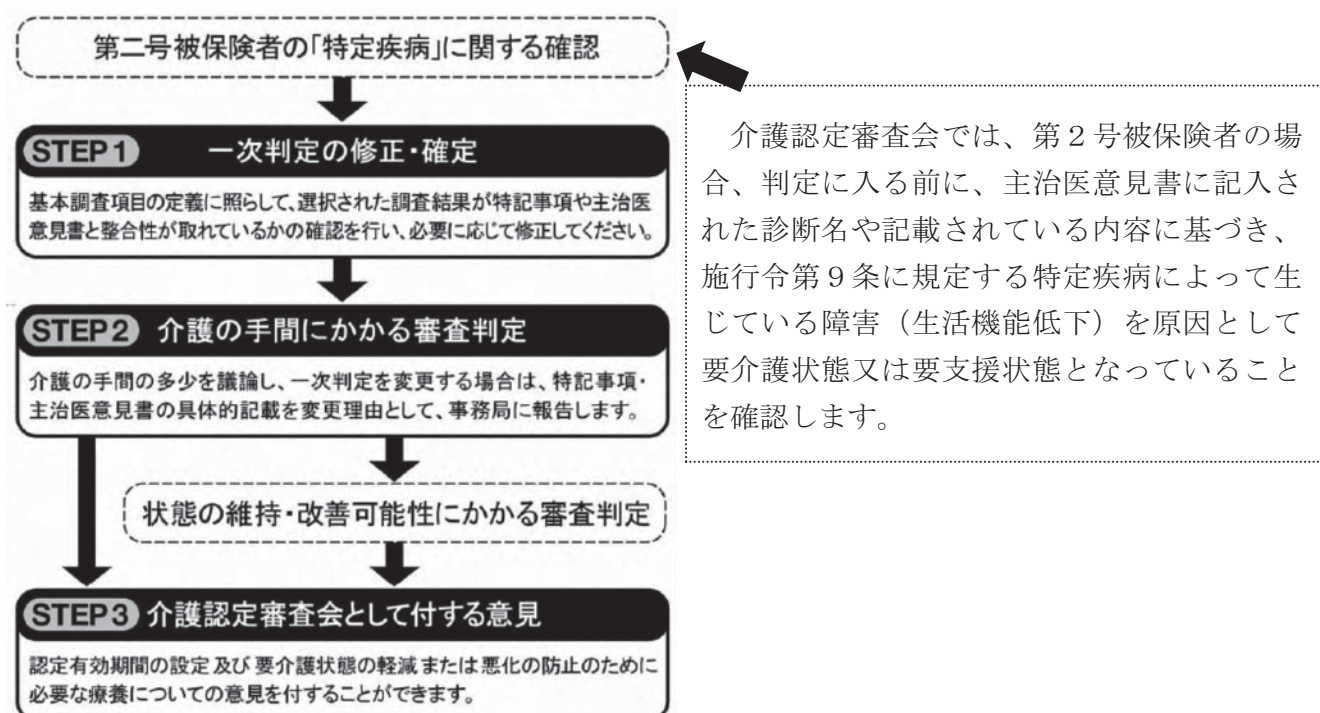 第二号被保険者の「特定疾病」に関する確認
STEP1 一次判定の修正・確定
基本調査項目の定義に照らして、選択された調査結果が特記事項や主治医
意見書と整合性が取れているかの確認を行い、必要に応じて修正してください。
STEP2 介護の手間にかかる審査判定
介護の手間の多少を議論し、一次判定を変更する場合は、特記事項・
主治医意見書の具体的記載を変更理由として、事務局に報告します。
状態の維持・改善可能性にかかる審査判定
STEP3 介護認定審査会として付する意見
認定有効期間の設定及び要介護状態の軽減または悪化の防止のために
必要な療養についての意見を付することができます。
介護認定審査会では、第２号被保険者の場
合、判定に入る前に、主治医意見書に記入さ
れた診断名や記載されている内容に基づき、
施行令第９条に規定する特定疾病によって生
じている障害（生活機能低下）を原因として
要介護状態又は要支援状態となっていること
を確認します。